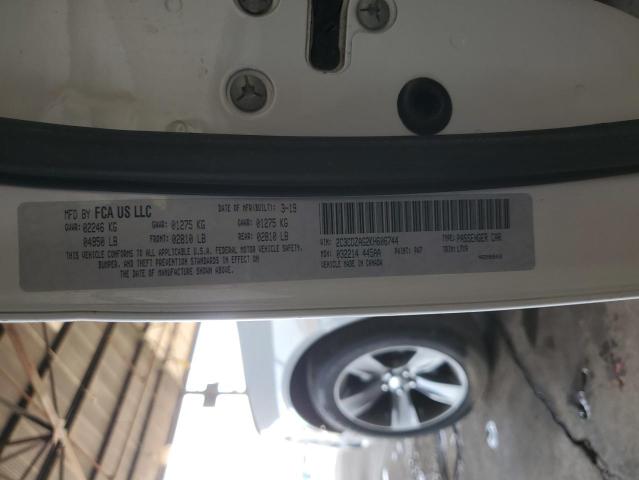 MFD BY FCA US LLC DATE OF MFR(BUILT): 3-19
GVWR: 02246 KG GAWR: 01275 KG GAWR: 01275 KG
04950 LB FRONT: 02810 LB REAR: 02810 LB
THIS VEHICLE CONFORMS TO ALL APPLICABLE U.S. FEDERAL MOTOR VEHICLE SAFETY,
BUMPER, AND THEFT PREVENTION STANDARDS IN EFFECT ON
THE DATE OF MANUFACTURE SHOWN ABOVE.
VIN: 2C3CDZAG2KH606744 TYPE: PASSENGER CAR
MDH: 032214 445AA PAINT: PW7 TRIM:
VEHICLE MADE IN CANADA